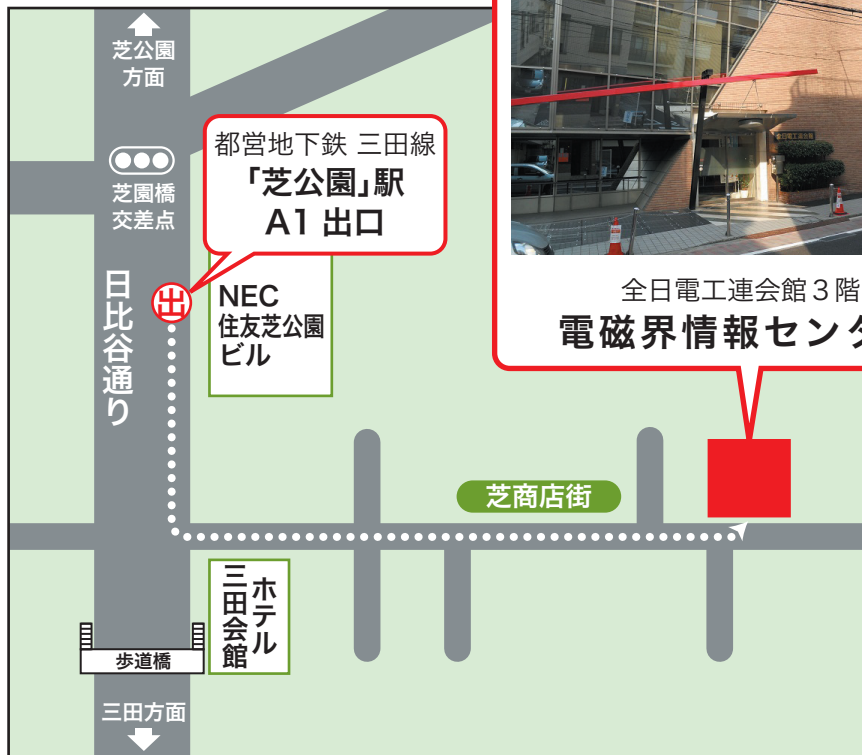 芝公園
方面
都営地下鉄 三田線
「芝公園」駅
A1 出口
芝園橋
交差点
出
日比谷通り
NEC
住友芝公園
ビル
全日電工連会館３階
電磁界情報センタ
芝商店街
ホテル
三田会館
歩道橋
三田方面